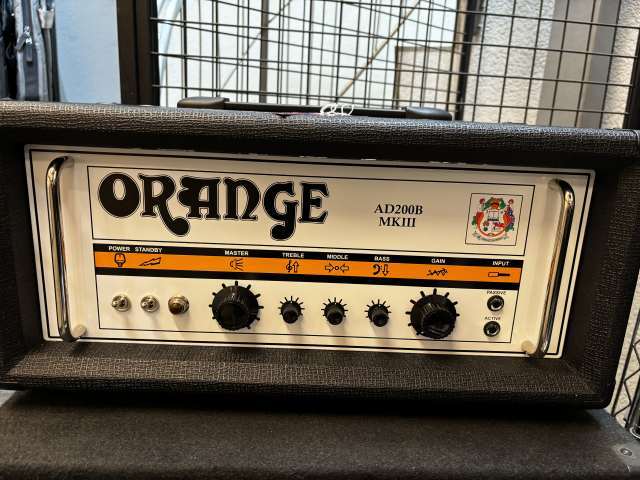 ORANGE
AD200B
MKIII
POWER STANDBY MASTER TREBLE MIDDLE BASS GAIN INPUT
PASSIVE
ACTIVE